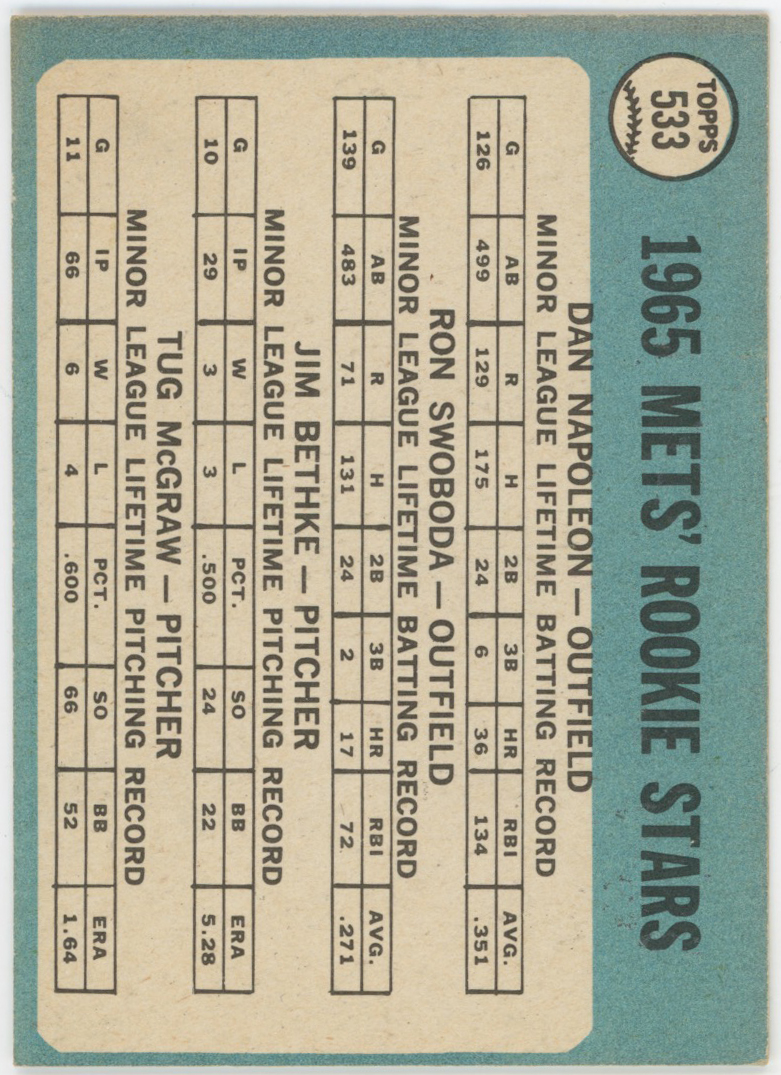 TOPPS
533
1965 METS' ROOKIE STARS
DAN NAPOLEON — OUTFIELD
MINOR LEAGUE LIFETIME BATTING RECORD
G AB R H 2B 3B HR RBI AVG.
126 499 129 175 24 6 36 134 .351
RON SWOBODA — OUTFIELD
MINOR LEAGUE LIFETIME BATTING RECORD
G AB R H 2B 3B HR RBI AVG.
139 483 71 131 24 2 17 72 .271
JIM BETHKE — PITCHER
MINOR LEAGUE LIFETIME PITCHING RECORD
G IP W L PCT. SO BB ERA
10 29 3 3 .500 24 22 5.28
TUG McGRAW — PITCHER
MINOR LEAGUE LIFETIME PITCHING RECORD
G IP W L PCT. SO BB ERA
11 66 6 4 .600 66 52 1.64